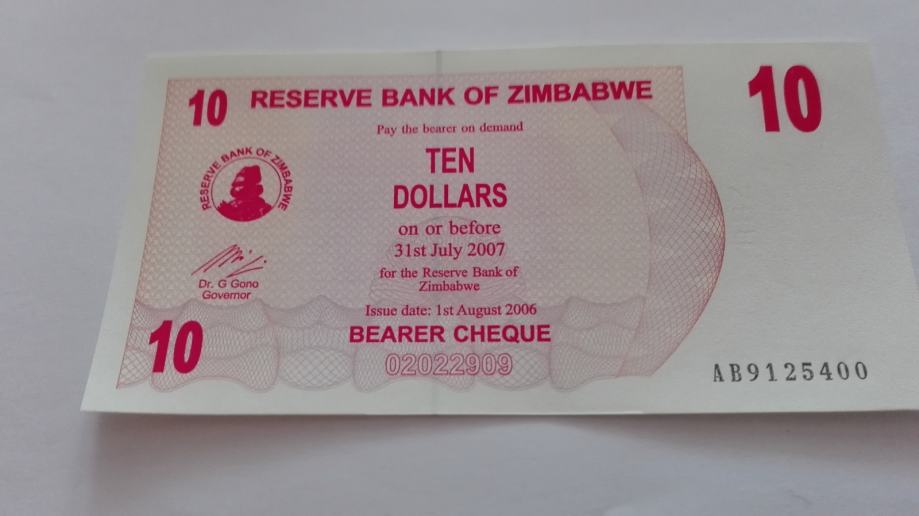 10
RESERVE BANK OF ZIMBABWE
10
Pay the bearer on demand
TEN
DOLLARS
RESERVE BANK OF ZIMBABWE
on or before
31st July 2007
for the Reserve Bank of
Zimbabwe
Dr. G Gono
Governor
Issue date: 1st August 2006
10
BEARER CHEQUE
02022909
AB9125400